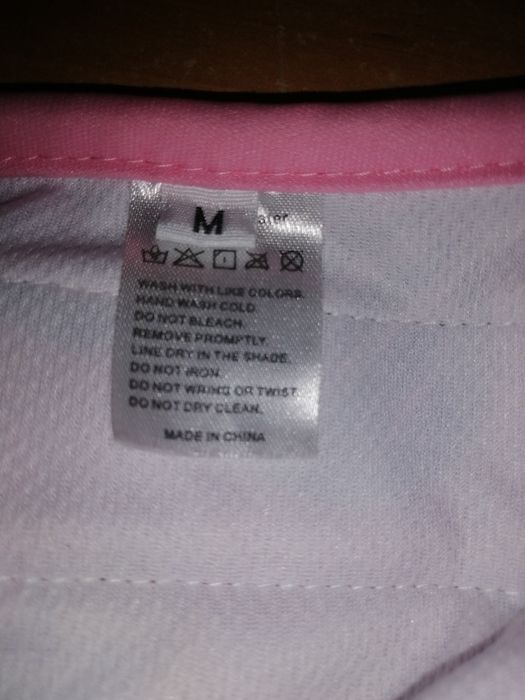 M
WASH WITH LIKE COLORS.
HAND WASH COLD.
DO NOT BLEACH.
REMOVE PROMPTLY.
LINE DRY IN THE SHADE.
DO NOT IRON.
DO NOT WRING OR TWIST.
DO NOT DRY CLEAN.
MADE IN CHINA